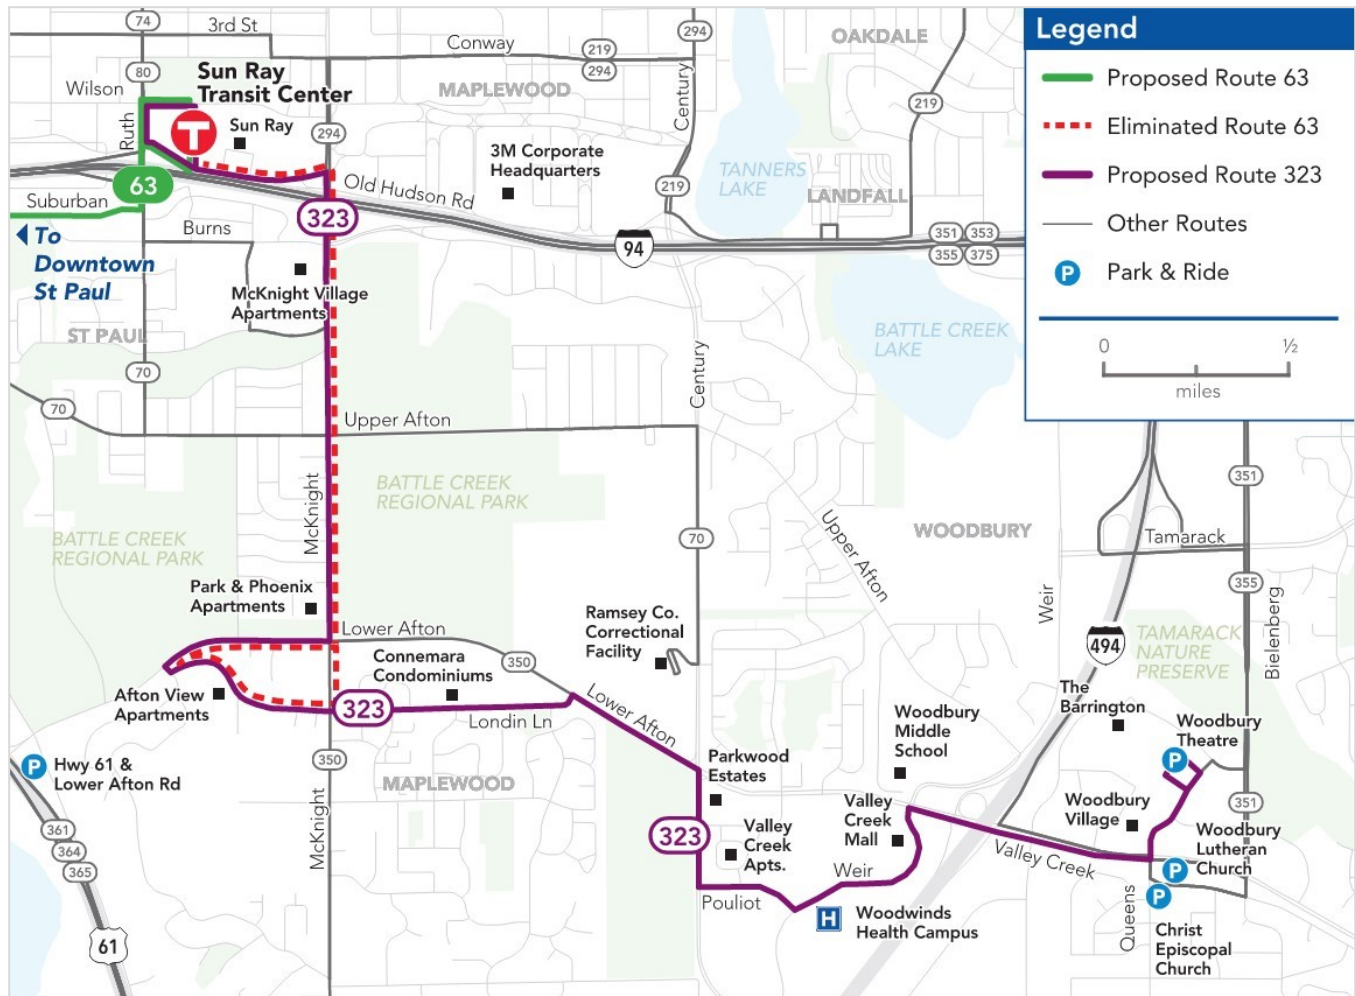 74
3rd St
Conway
219
294
294
OAKDALE
Legend
Wilson
80
Sun Ray
Transit Center
MAPLEWOOD
Century
219
Proposed Route 63
Ruth
T
Sun Ray
294
Eliminated Route 63
3M Corporate
Headquarters
TANNERS
LAKE
LANDFALL
Proposed Route 323
63
Old Hudson Rd
219
Suburban
323
Other Routes
Burns
94
351
353
355
375
To
Downtown
St Paul
P
Park & Ride
McKnight Village
Apartments
ST PAUL
BATTLE CREEK
LAKE
0
½
miles
70
Century
70
Upper Afton
McKnight
BATTLE CREEK
REGIONAL PARK
351
BATTLE CREEK
REGIONAL PARK
70
Upper Afton
WOODBURY
Tamarack
Park & Phoenix
Apartments
Weir
355
Bielenberg
Lower Afton
Ramsey Co.
Correctional
Facility
494
TAMARACK
NATURE
PRESERVE
350
Connemara
Condominiums
Afton View
Apartments
323
Londin Ln
Lower Afton
The
Barrington
Woodbury
Middle
School
Woodbury
Theatre
P
Hwy 61 &
Lower Afton Rd
350
MAPLEWOOD
Parkwood
Estates
P
361
364
365
McKnight
323
Valley
Creek
Apts.
Valley
Creek
Mall
Woodbury
Village
351
Woodbury
Lutheran
Church
Valley Creek
P
Weir
Pouliot
P
H
Woodwinds
Health Campus
Queens
Christ
Episcopal
Church
61